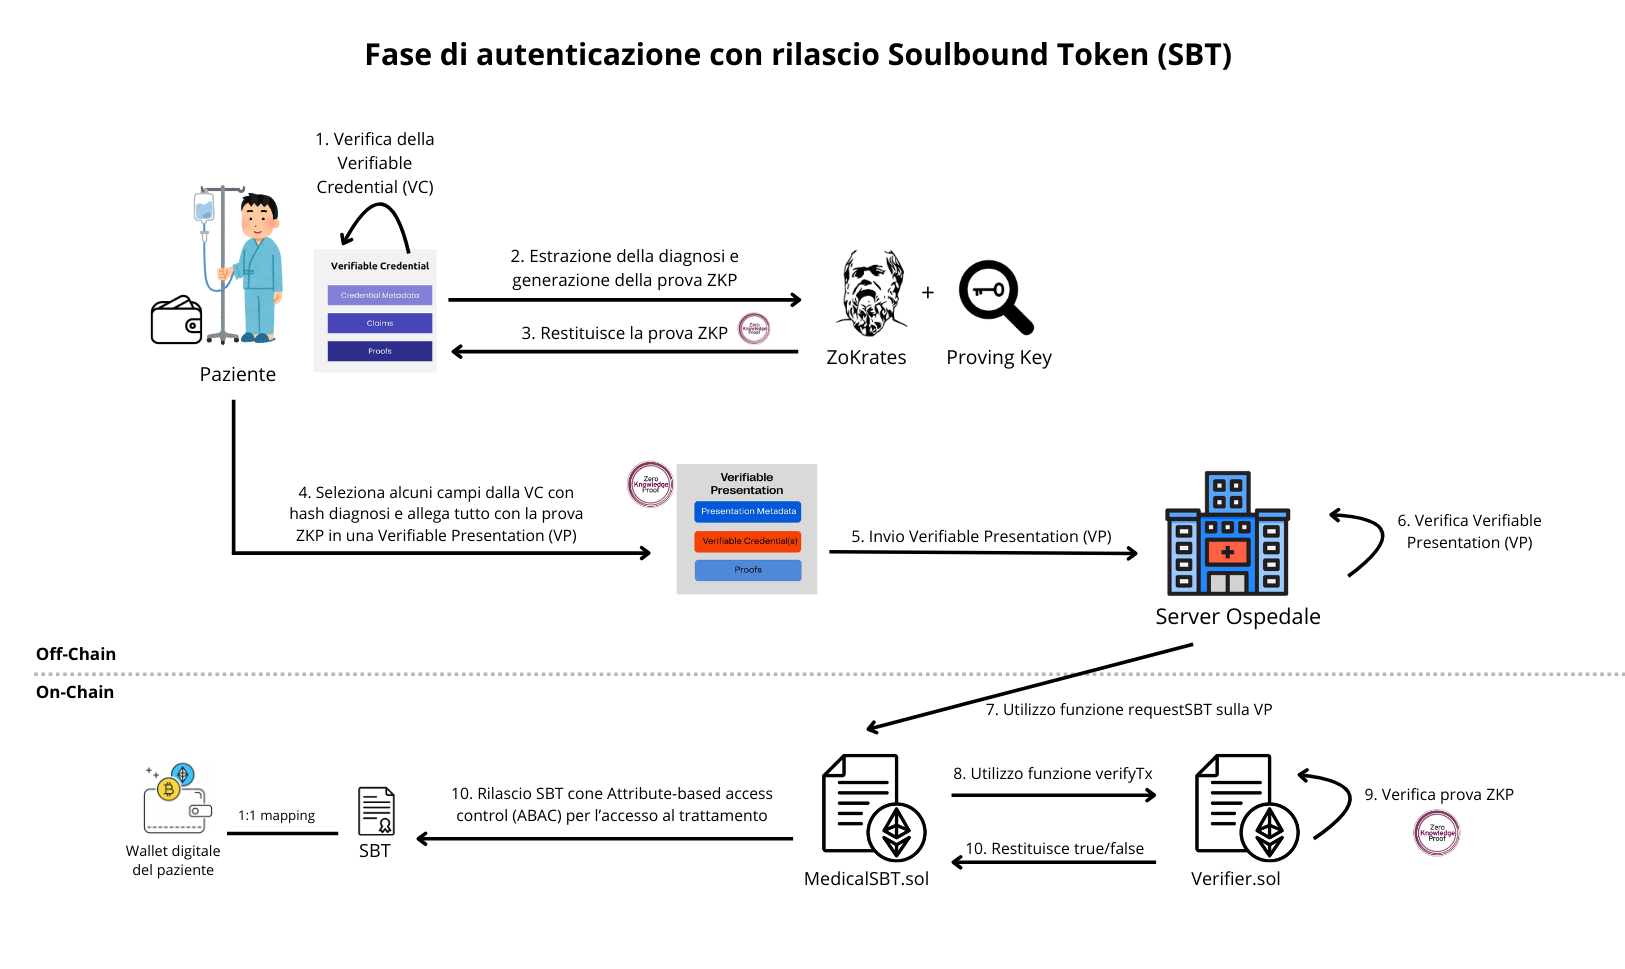 Fase di autenticazione con rilascio Soulbound Token (SBT)
1. Verifica della
Verifiable
Credential (VC)
Verifiable Credential
Credential Metadata
Claims
Proofs
Paziente
2. Estrazione della diagnosi e
generazione della prova ZKP
3. Restituisce la prova ZKP
Zero
Knowledge
Proof
+
ZoKrates
Proving Key
4. Seleziona alcuni campi dalla VC con
hash diagnosi e allega tutto con la prova
ZKP in una Verifiable Presentation (VP)
Zero
Knowledge
Proof
Verifiable
Presentation
Presentation Metadata
Verifiable Credential(s)
Proofs
5. Invio Verifiable Presentation (VP)
6. Verifica Verifiable
Presentation (VP)
Server Ospedale
Off-Chain
On-Chain
7. Utilizzo funzione requestSBT sulla VP
8. Utilizzo funzione verifyTx
9. Verifica prova ZKP
Zero
Knowledge
Proof
10. Restituisce true/false
Verifier.sol
MedicalSBT.sol
10. Rilascio SBT cone Attribute-based access
control (ABAC) per l’accesso al trattamento
SBT
1:1 mapping
Wallet digitale
del paziente